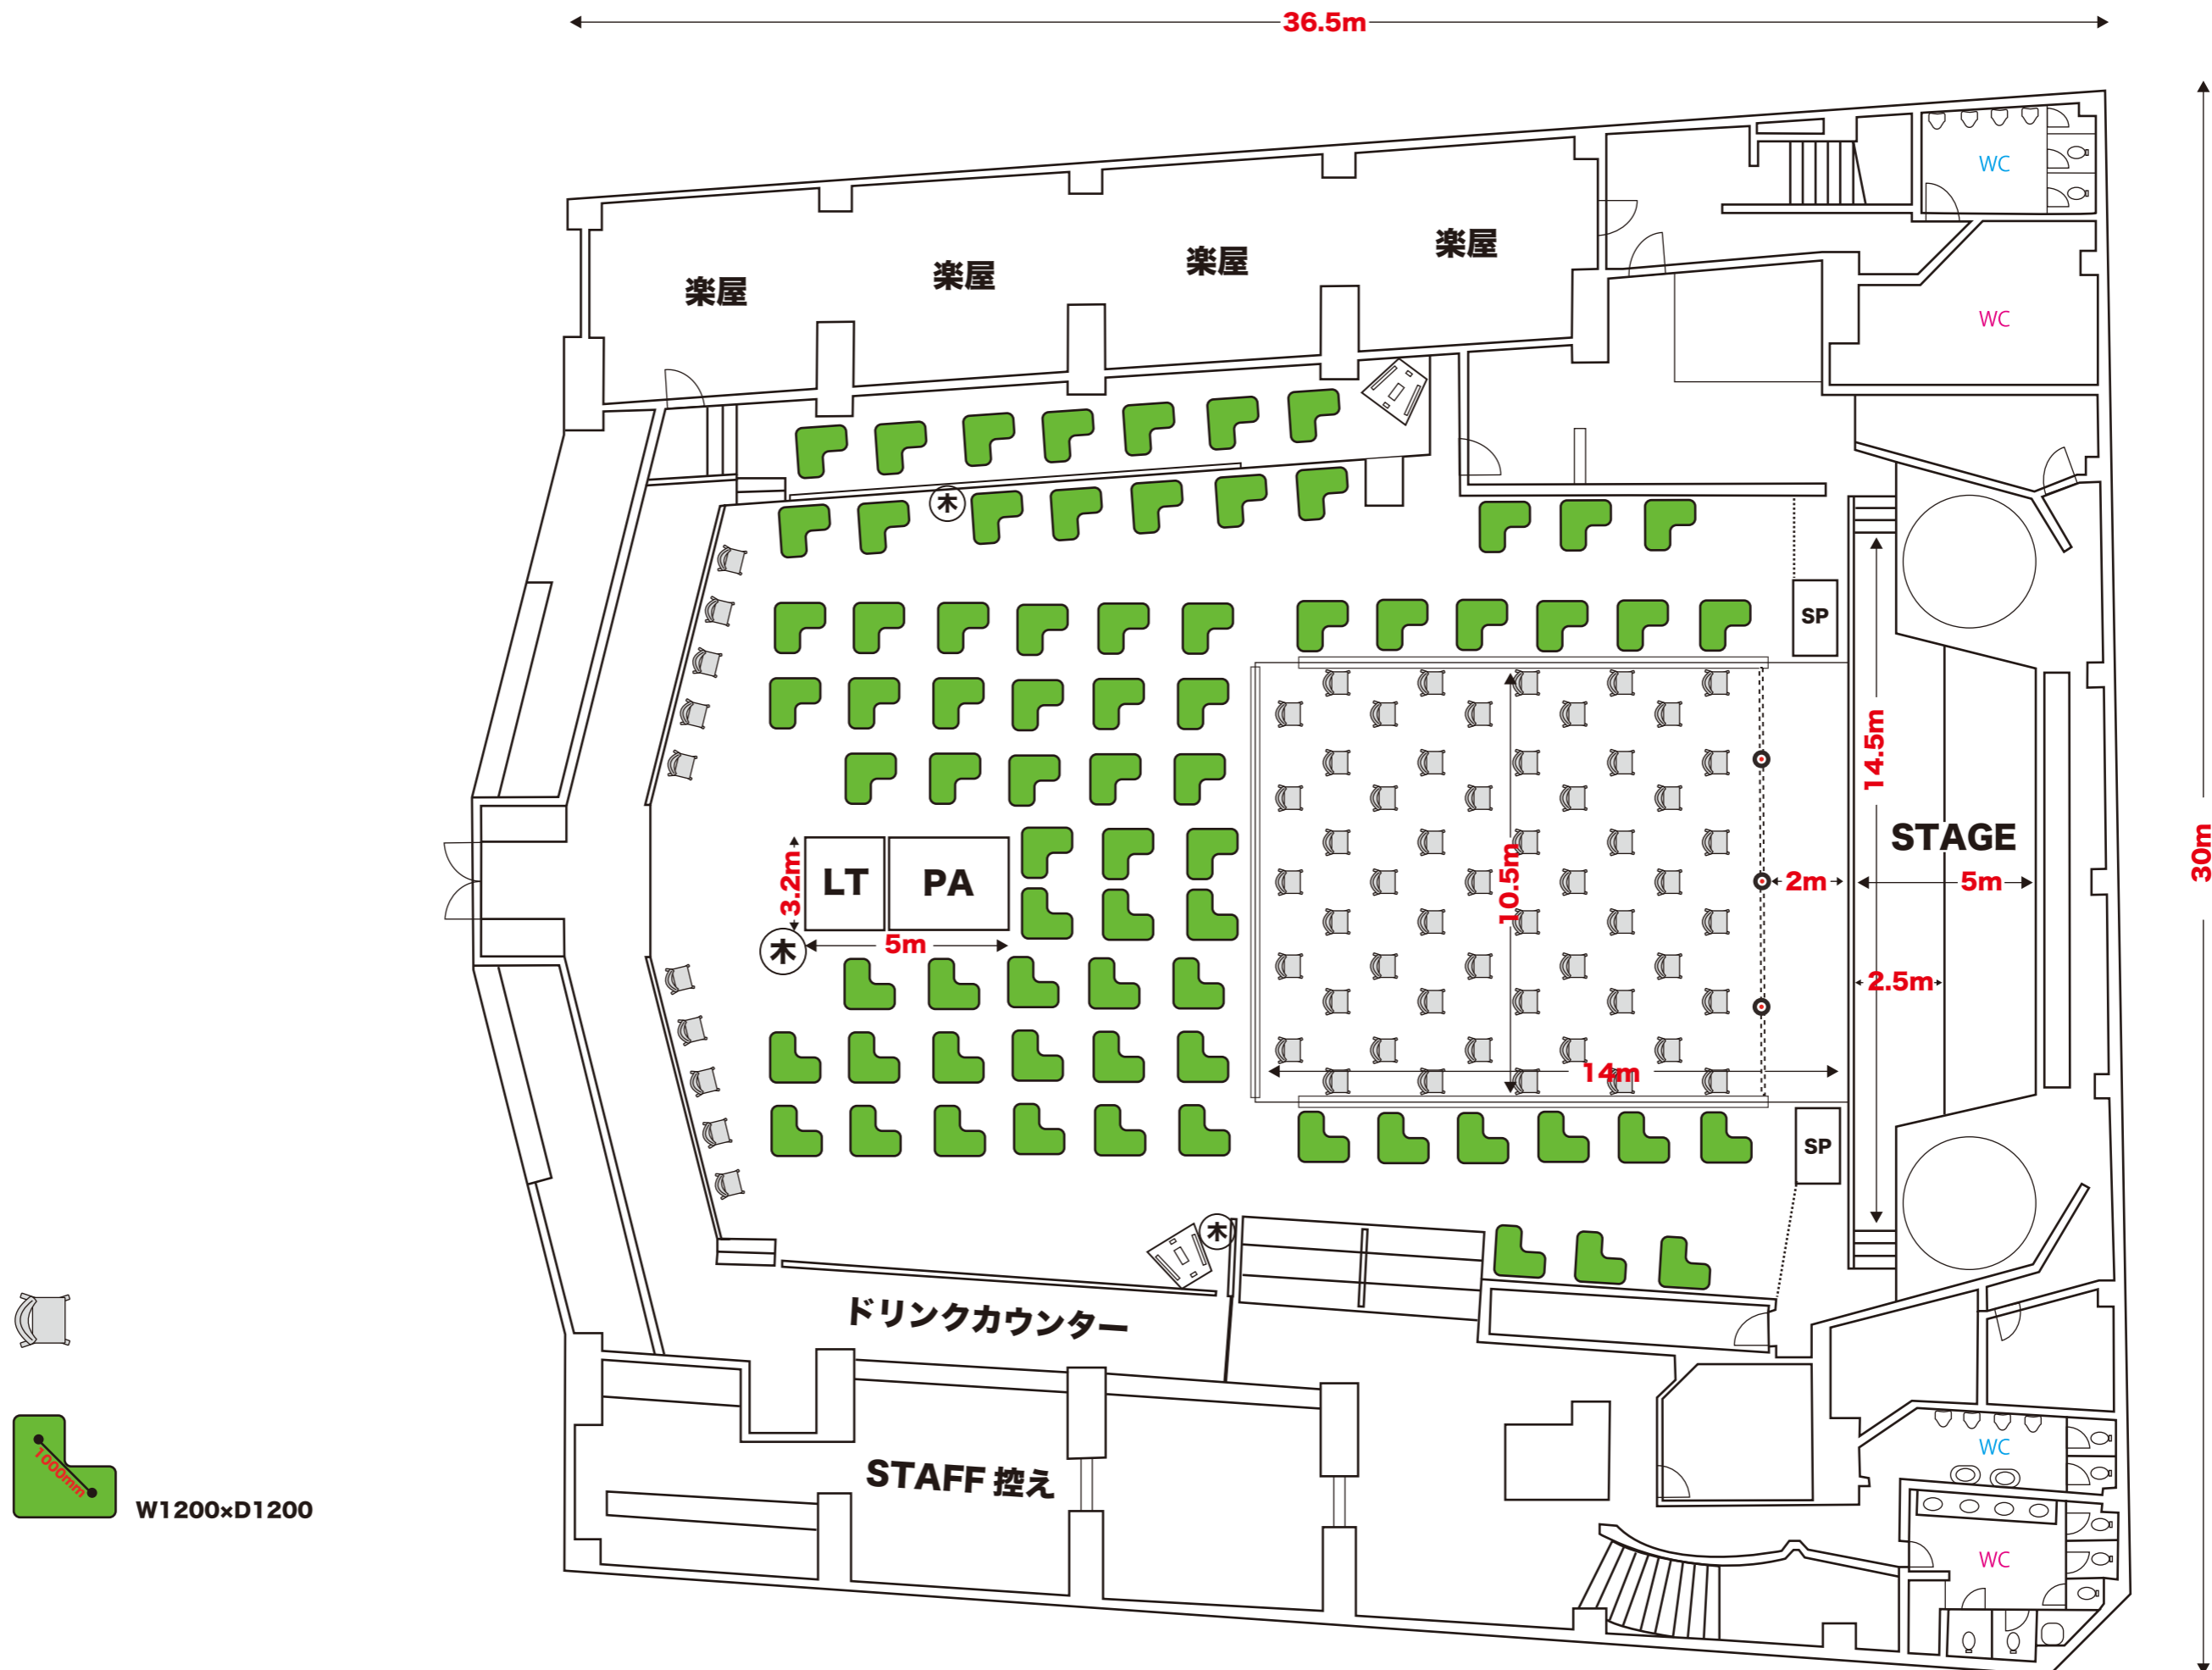 36.5m
WC
楽屋
楽屋
楽屋
楽屋
WC
木
SP
14.5m
STAGE
30m
3.2m
LT
PA
10.5m
2m
5m
木
5m
2.5m
14m
SP
木
ドリンクカウンター
WC
STAFF 控え
1000mm
W1200×D1200
WC